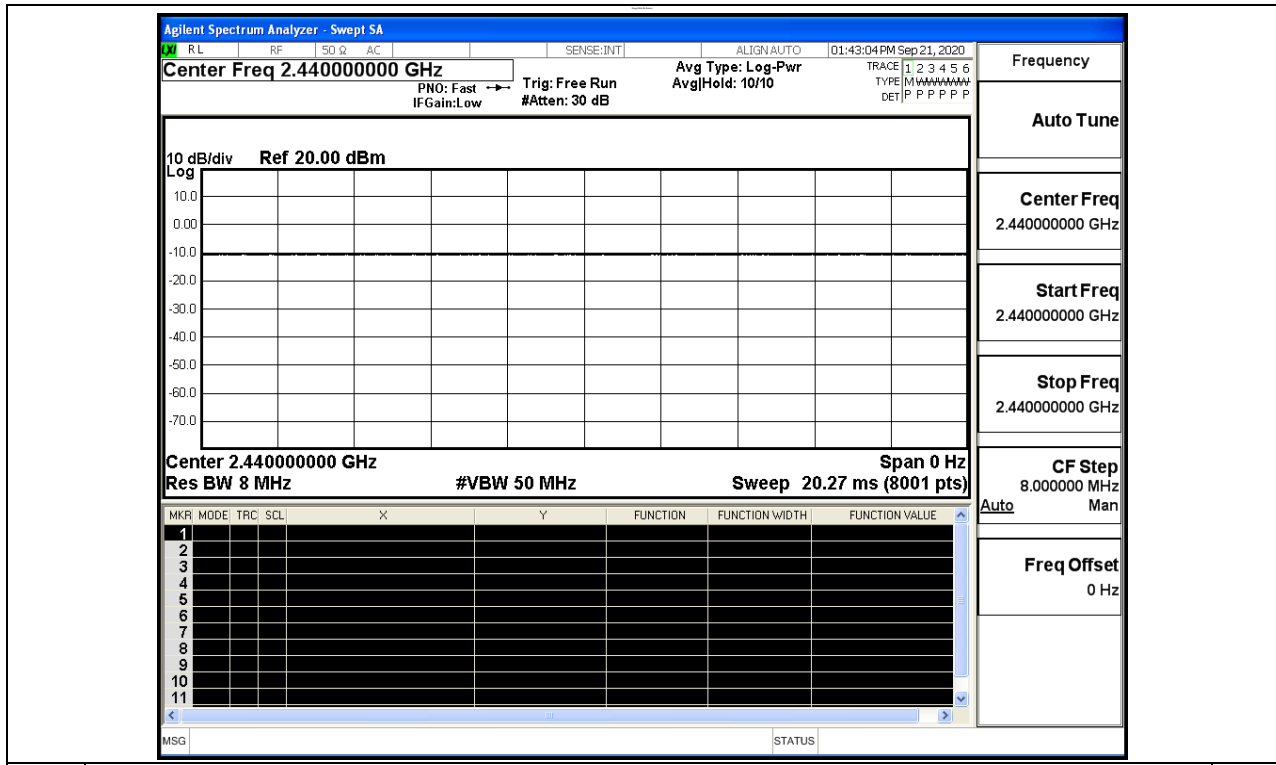 Agilent Spectrum Analyzer - Swept SA
LXI RL RF 50 Ω AC SENSE:INT ALIGN AUTO 01:43:04 PM Sep 21, 2020
Center Freq 2.440000000 GHz
PNO: Fast
IFGain:Low
Trig: Free Run
#Atten: 30 dB
Avg Type: Log-Pwr
Avg|Hold: 10/10
TRACE 1 2 3 4 5 6
TYPE M WWWWW
DET P P P P P P
10 dB/div Ref 20.00 dBm
Log
10.0
0.00
-10.0
-20.0
-30.0
-40.0
-50.0
-60.0
-70.0
Center 2.440000000 GHz Span 0 Hz
Res BW 8 MHz #VBW 50 MHz Sweep 20.27 ms (8001 pts)
MKR MODE TRC SCL X Y FUNCTION FUNCTION WIDTH FUNCTION VALUE
1
2
3
4
5
6
7
8
9
10
11
MSG STATUS
Frequency
Auto Tune
Center Freq
2.440000000 GHz
Start Freq
2.440000000 GHz
Stop Freq
2.440000000 GHz
CF Step
8.000000 MHz
Auto Man
Freq Offset
0 Hz